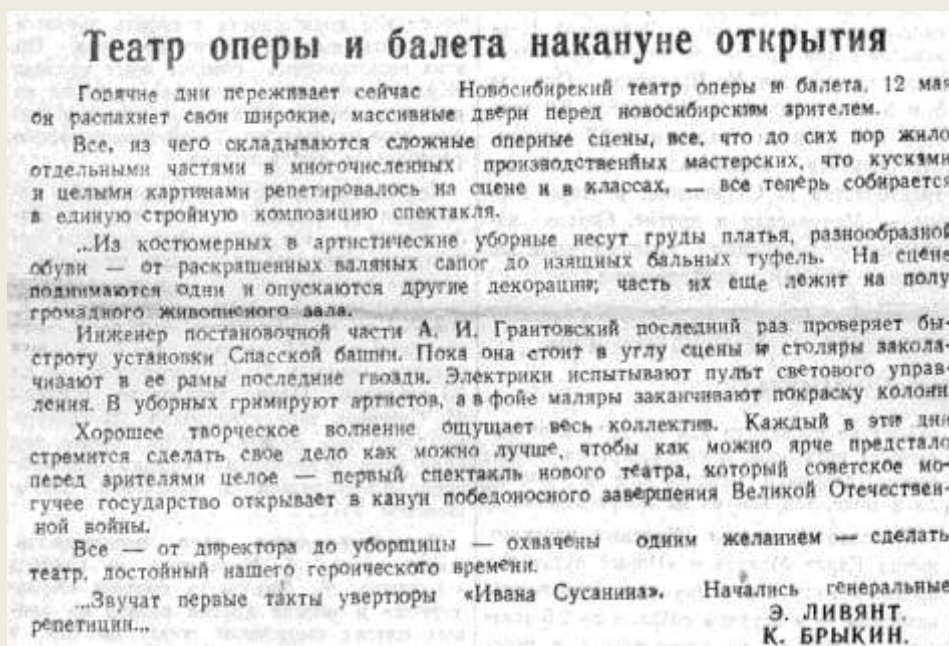 Театр оперы и балета накануне открытия
Горячие дни переживает сейчас Новосибирский театр оперы и балета. 12 мая
он распахнет свои широкие, массивные двери перед новосибирским зрителем.
Все, из чего складываются сложные оперные сцены, все, что до сих пор жило
отдельными частями в многочисленных производственных мастерских, что кусками
и целыми картинами репетировалось на сцене и в классах, — все теперь собирается
в единую стройную композицию спектакля.
...Из костюмерных в артистические уборные несут груды платья, разнообразной
обуви — от раскрашенных валяных сапог до изящных бальных туфель. На сцене
поднимаются одни и опускаются другие декорации; часть их еще лежит на полу
громадного живописного зала.
Инженер постановочной части А. И. Грантовский последний раз проверяет бы-
строту установки Спасской башни. Пока она стоит в углу сцены и столяры закола-
чивают в ее рамы последние гвозди. Электрики испытывают пульт светового управ-
ления. В уборных гримируют артистов, а в фойе маляры заканчивают покраску колонн
Хорошее творческое волнение ощущает весь коллектив. Каждый в эти дни
стремится сделать свое дело как можно лучше, чтобы как можно ярче предстало
перед зрителями целое — первый спектакль нового театра, который советское мо-
гучее государство открывает в канун победоносного завершения Великой Отечествен-
ной войны.
Все — от директора до уборщицы — охвачены одним желанием — сделать
театр, достойный нашего героического времени.
...Звучат первые такты увертюры «Ивана Сусанина». Начались генеральные
репетиции...
Э. ЛИВЯНТ.
К. БРЫКИН.